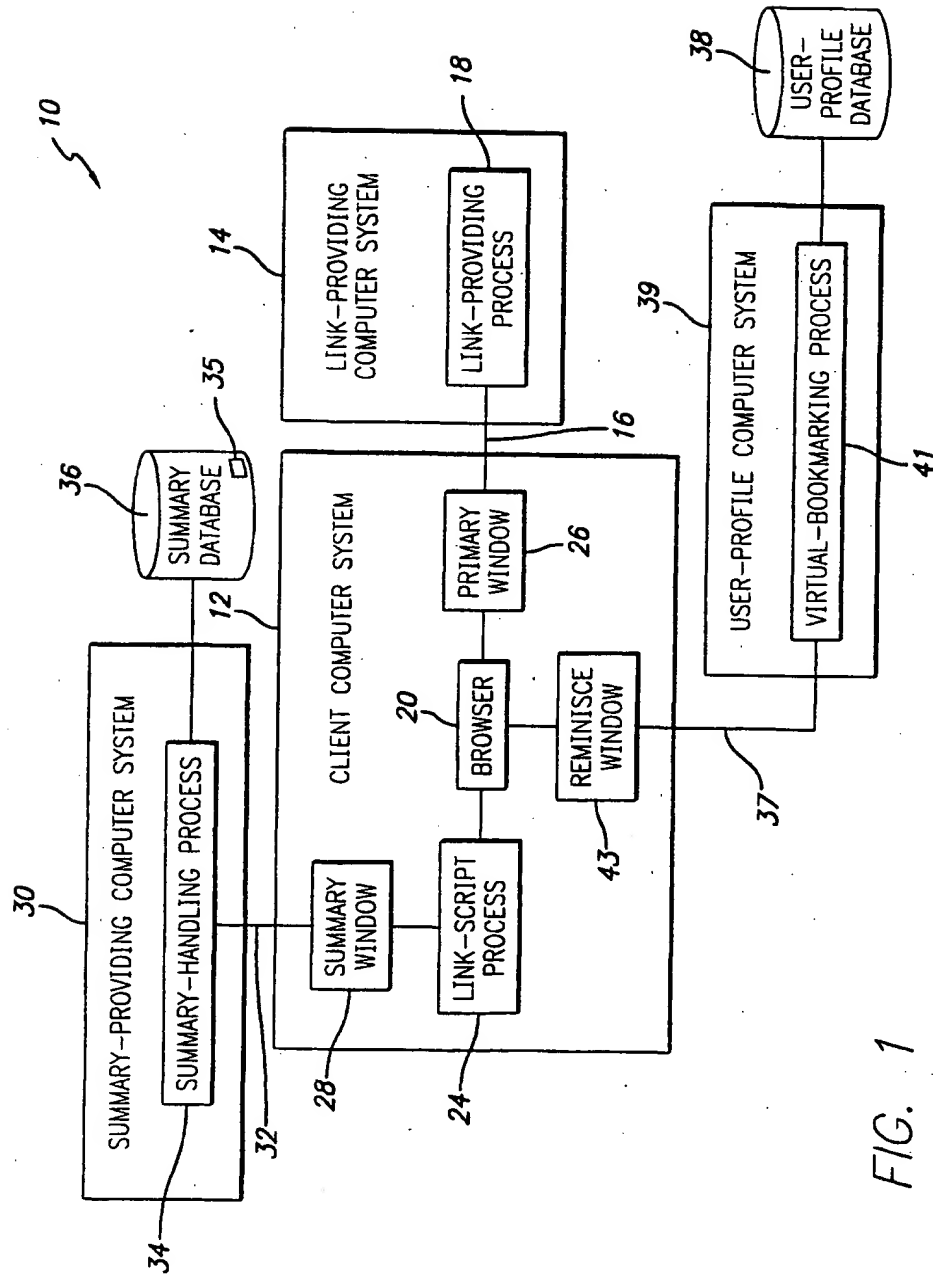 10
30
SUMMARY-PROVIDING COMPUTER SYSTEM
SUMMARY-HANDLING PROCESS
34
32
36
SUMMARY
DATABASE
35
12
CLIENT COMPUTER SYSTEM
SUMMARY
WINDOW
28
LINK-SCRIPT
PROCESS
24
20
BROWSER
PRIMARY
WINDOW
26
REMINISCE
WINDOW
43
14
LINK-PROVIDING
COMPUTER SYSTEM
LINK-PROVIDING
PROCESS
18
16
37
39
USER-PROFILE COMPUTER SYSTEM
VIRTUAL-BOOKMARKING PROCESS
41
38
USER-
PROFILE
DATABASE
FIG. 1